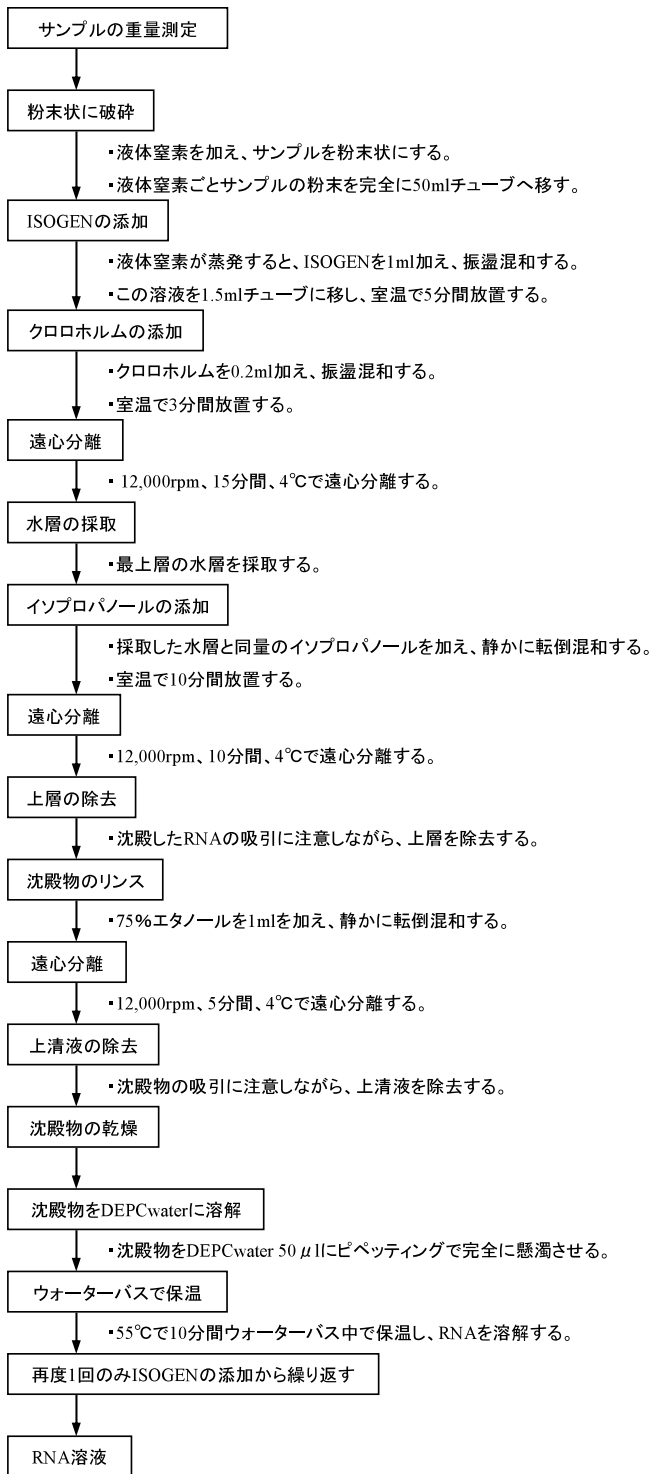 サンプルの重量測定
粉末状に破砕
・液体窒素を加え、サンプルを粉末状にする。
・液体窒素ごとサンプルの粉末を完全に50mlチューブへ移す。
ISOGENの添加
・液体窒素が蒸発すると、ISOGENを1ml加え、振盪混和する。
・この溶液を1.5mlチューブに移し、室温で5分間放置する。
クロロホルムの添加
・クロロホルムを0.2ml加え、振盪混和する。
・室温で3分間放置する。
遠心分離
・12,000rpm、15分間、4℃で遠心分離する。
水層の採取
・最上層の水層を採取する。
イソプロパノールの添加
・採取した水層と同量のイソプロパノールを加え、静かに転倒混和する。
・室温で10分間放置する。
遠心分離
・12,000rpm、10分間、4℃で遠心分離する。
上層の除去
・沈殿したRNAの吸引に注意しながら、上層を除去する。
沈殿物のリンス
・75%エタノールを1mlを加え、静かに転倒混和する。
遠心分離
・12,000rpm、5分間、4℃で遠心分離する。
上清液の除去
・沈殿物の吸引に注意しながら、上清液を除去する。
沈殿物の乾燥
沈殿物をDEPCwaterに溶解
・沈殿物をDEPCwater 50μlにピペッティングで完全に懸濁させる。
ウォーターバスで保温
・55℃で10分間ウォーターバス中で保温し、RNAを溶解する。
再度1回のみISOGENの添加から繰り返す
RNA溶液